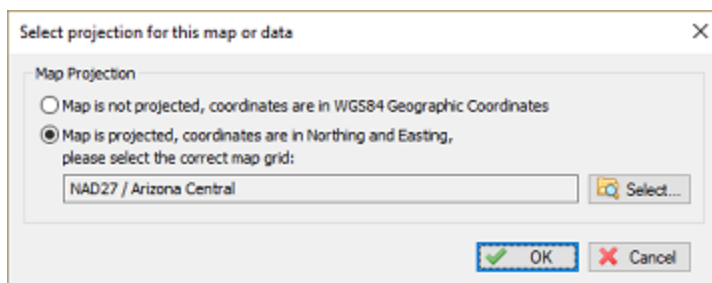 Select projection for this map or data
Map Projection
Map is not projected, coordinates are in WGS84 Geographic Coordinates
Map is projected, coordinates are in Northing and Easting,
please select the correct map grid:
NAD27 / Arizona Central
Select...
OK
Cancel